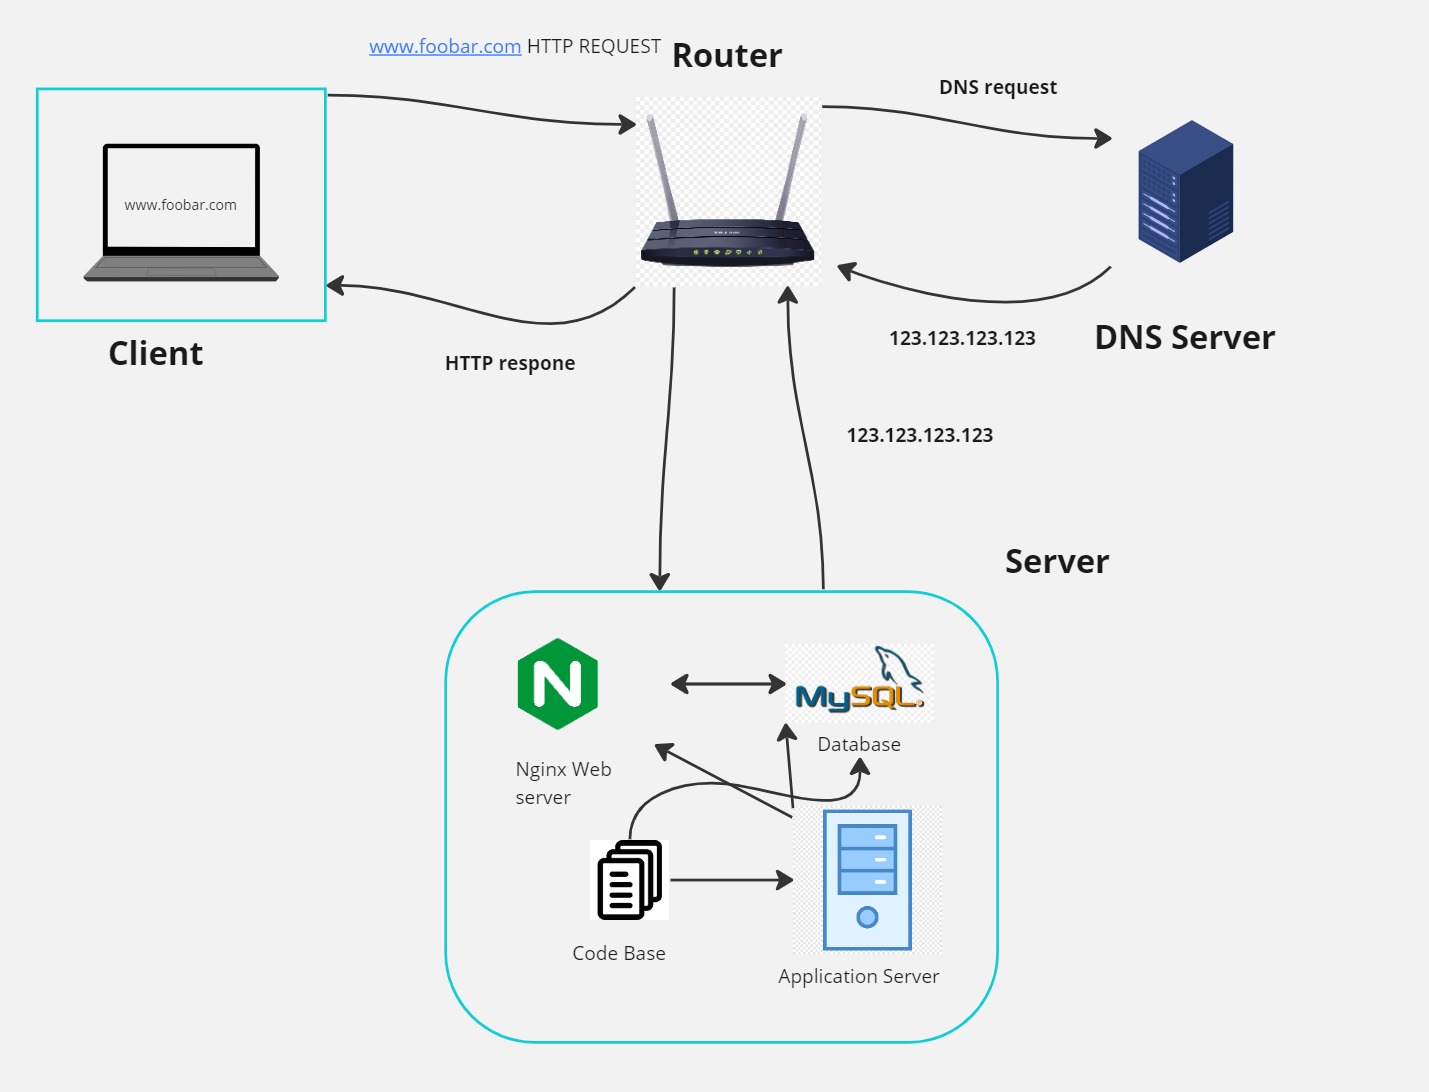 www.foobar.com HTTP REQUEST
Router
DNS request
www.foobar.com
123.123.123.123
DNS Server
Client
HTTP respone
123.123.123.123
Server
N
MySQL.
Database
Nginx Web
server
Code Base
Application Server